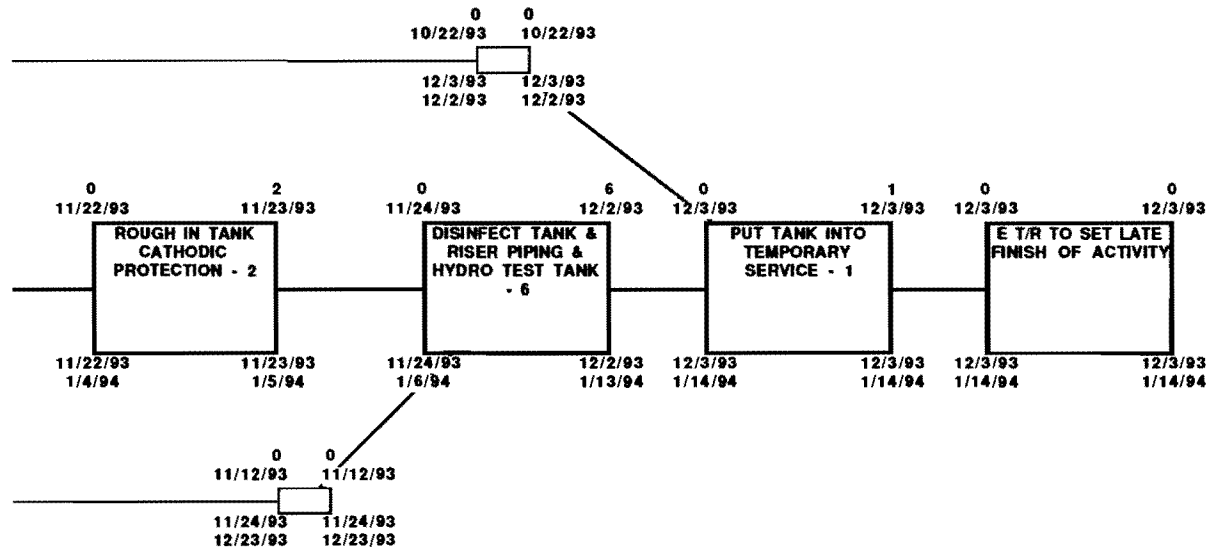 0 0
10/22/93 10/22/93
12/3/93 12/3/93
12/2/93 12/2/93
0 2 0 6 0 1 0 0
11/22/93 11/23/93 11/24/93 12/2/93 12/3/93 12/3/93 12/3/93 12/3/93
ROUGH IN TANK
CATHODIC
PROTECTION - 2
DISINFECT TANK &
RISER PIPING &
HYDRO TEST TANK
- 6
PUT TANK INTO
TEMPORARY
SERVICE - 1
E T/R TO SET LATE
FINISH OF ACTIVITY
11/22/93 11/23/93 11/24/93 12/2/93 12/3/93 12/3/93 12/3/93 12/3/93
1/4/94 1/5/94 1/6/94 1/13/94 1/14/94 1/14/94 1/14/94 1/14/94
0 0
11/12/93 11/12/93
11/24/93 11/24/93
12/23/93 12/23/93